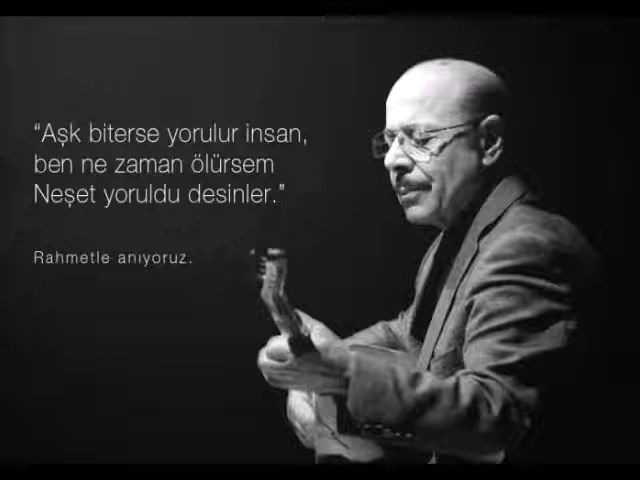 “Aşk biterse yorulur insan,
ben ne zaman ölürsem
Neşet yoruldu desinler.”
Rahmetle anıyoruz.